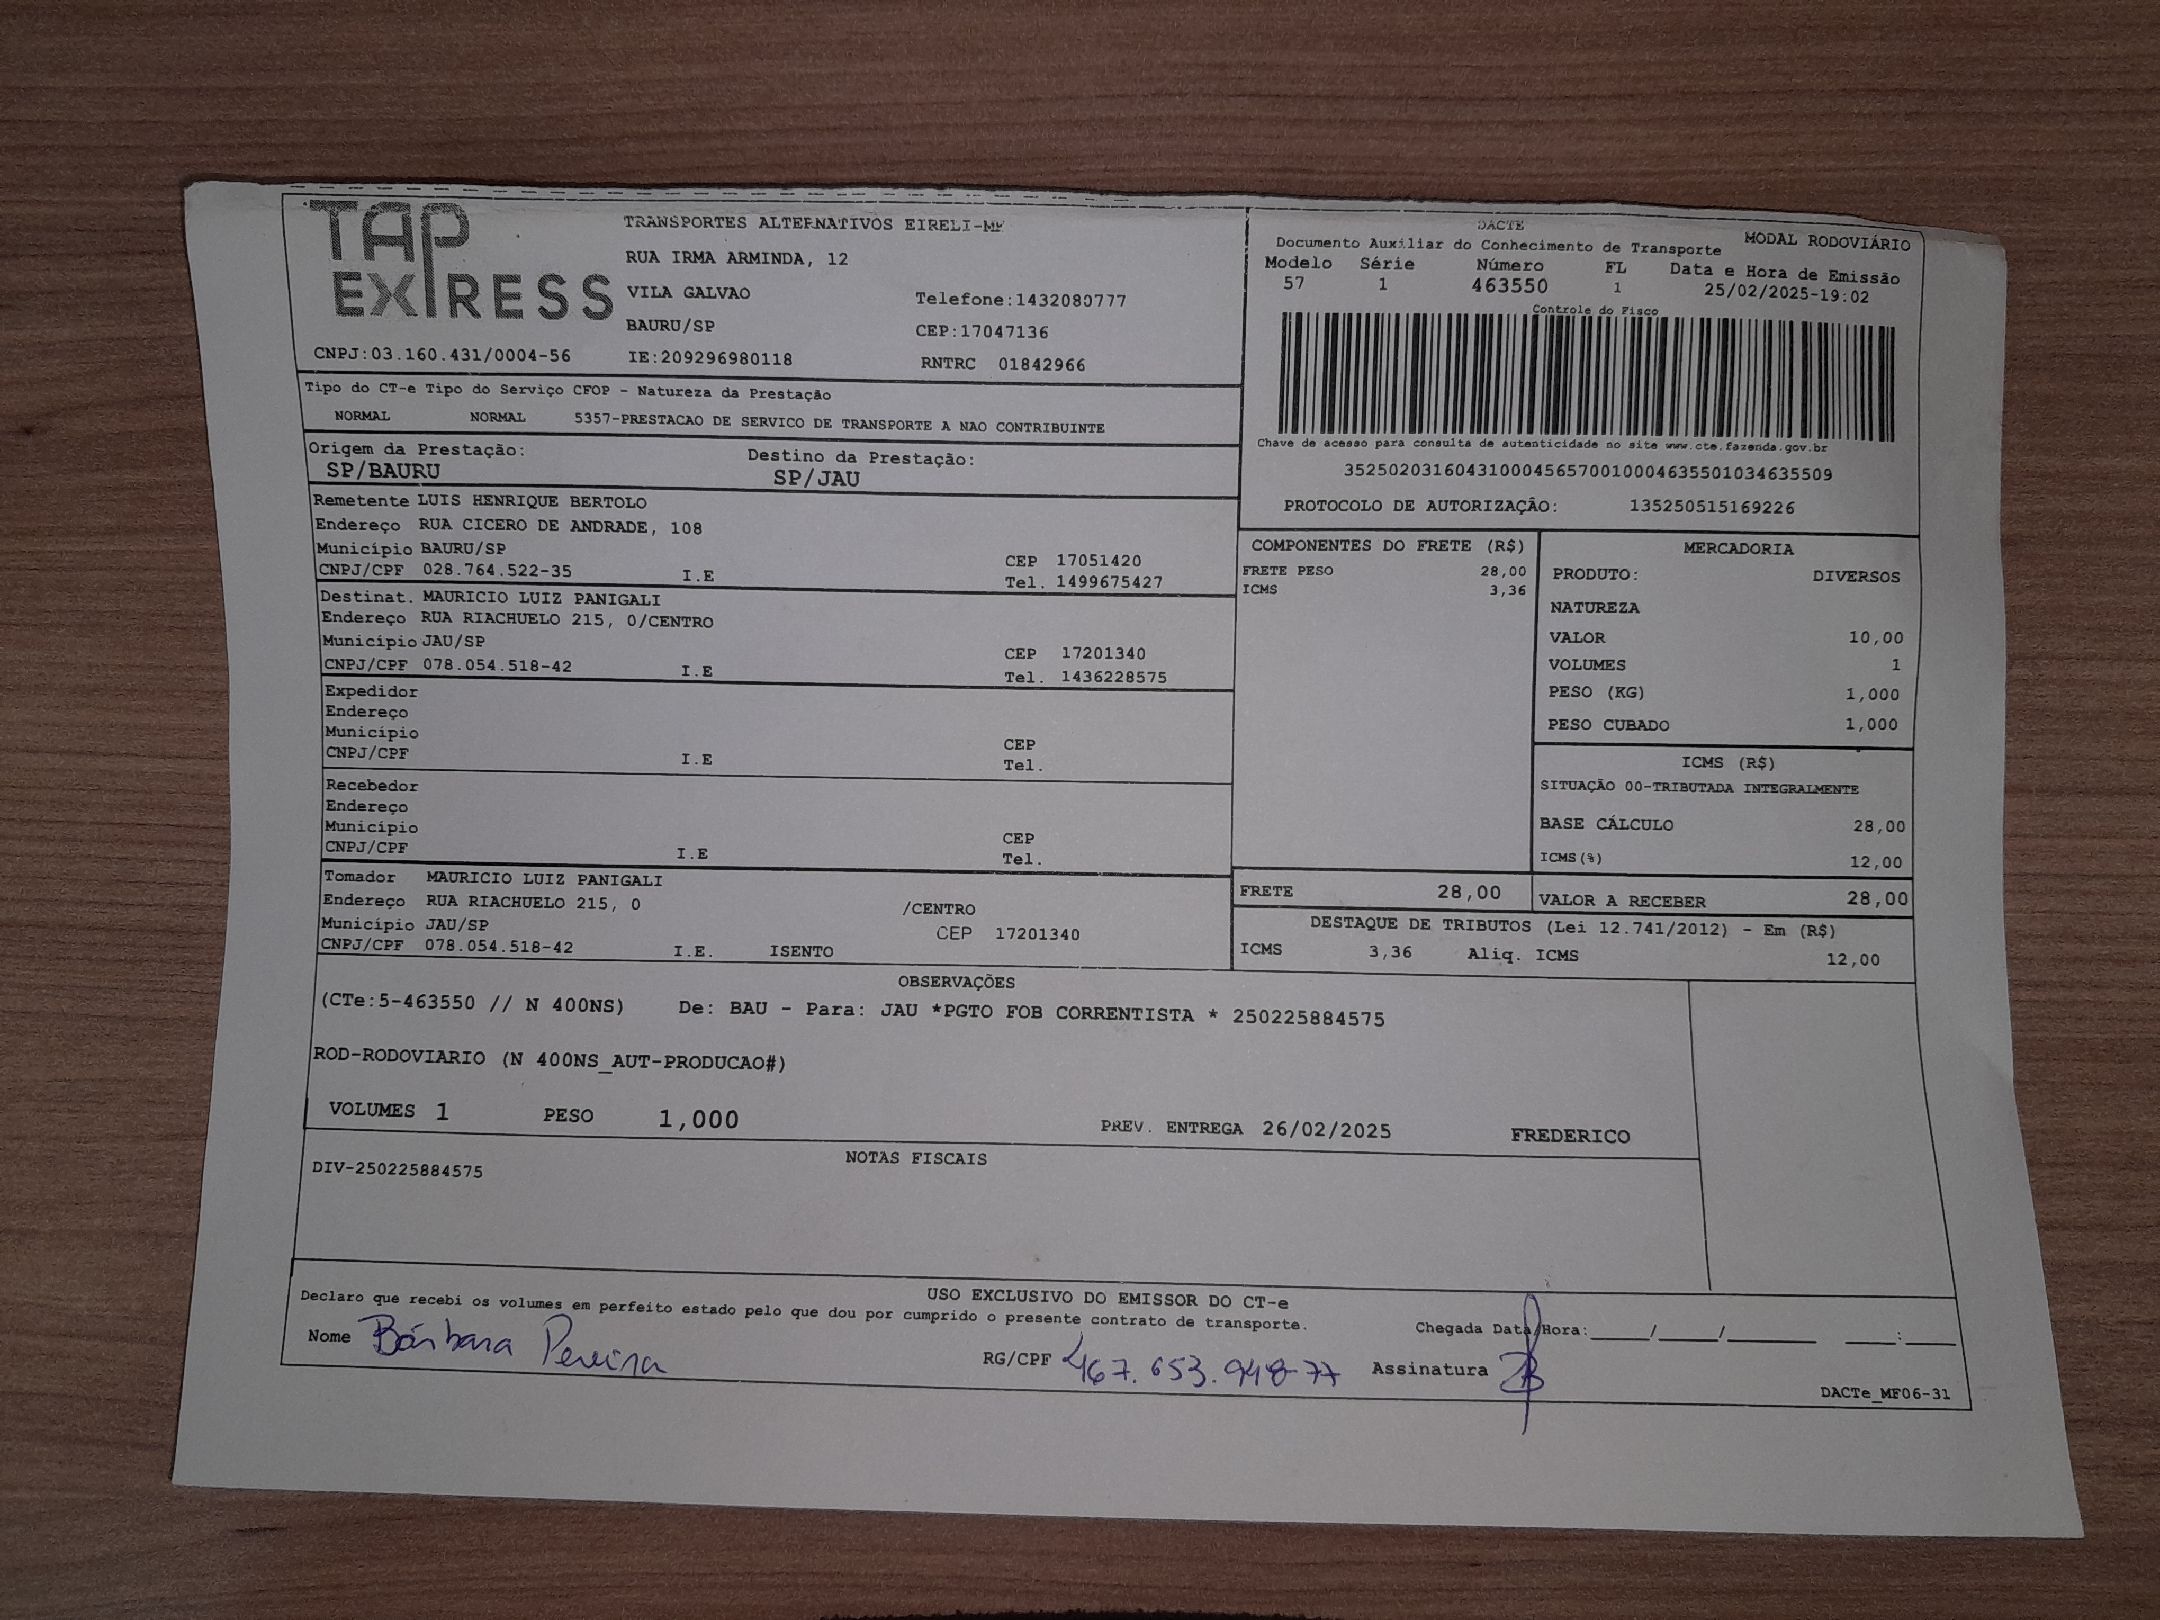 TAP EXPRESS
TRANSPORTES ALTERNATIVOS EIRELI-ME
RUA IRMA ARMINDA, 12
VILA GALVAO Telefone:1432080777
BAURU/SP CEP:17047136
CNPJ:03.160.431/0004-56 IE:209296980118 RNTRC 01842966
DACTE
Documento Auxiliar do Conhecimento de Transporte MODAL RODOVIÁRIO
Modelo Série Número FL Data e Hora de Emissão
57 1 463550 1 25/02/2025-19:02
Controle do Fisco
Chave de acesso para consulta de autenticidade no site www.cte.fazenda.gov.br
35250203160431000456570010004635501034635509
PROTOCOLO DE AUTORIZAÇÃO: 135250515169226
Tipo do CT-e Tipo do Serviço CFOP - Natureza da Prestação
NORMAL NORMAL 5357-PRESTACAO DE SERVICO DE TRANSPORTE A NAO CONTRIBUINTE
Origem da Prestação: Destino da Prestação:
SP/BAURU SP/JAU
Remetente LUIS HENRIQUE BERTOLO
Endereço RUA CICERO DE ANDRADE, 108
Município BAURU/SP CEP 17051420
CNPJ/CPF 028.764.522-35 I.E Tel. 1499675427
Destinat. MAURICIO LUIZ PANIGALI
Endereço RUA RIACHUELO 215, 0/CENTRO
Município JAU/SP CEP 17201340
CNPJ/CPF 078.054.518-42 I.E Tel. 1436228575
Expedidor
Endereço
Município CEP
CNPJ/CPF I.E Tel.
Recebedor
Endereço
Município CEP
CNPJ/CPF I.E Tel.
Tomador MAURICIO LUIZ PANIGALI
Endereço RUA RIACHUELO 215, 0 /CENTRO
Município JAU/SP CEP 17201340
CNPJ/CPF 078.054.518-42 I.E. ISENTO
COMPONENTES DO FRETE (R$)
FRETE PESO 28,00
ICMS 3,36
MERCADORIA
PRODUTO: DIVERSOS
NATUREZA
VALOR 10,00
VOLUMES 1
PESO (KG) 1,000
PESO CUBADO 1,000
ICMS (R$)
SITUAÇÃO 00-TRIBUTADA INTEGRALMENTE
BASE CÁLCULO 28,00
ICMS(%) 12,00
FRETE 28,00 VALOR A RECEBER 28,00
DESTAQUE DE TRIBUTOS (Lei 12.741/2012) - Em (R$)
ICMS 3,36 Aliq. ICMS 12,00
OBSERVAÇÕES
(CTe:5-463550 // N 400NS) De: BAU - Para: JAU *PGTO FOB CORRENTISTA * 250225884575
ROD-RODOVIARIO (N 400NS_AUT-PRODUCAO#)
VOLUMES 1 PESO 1,000 PREV. ENTREGA 26/02/2025 FREDERICO
NOTAS FISCAIS
DIV-250225884575
USO EXCLUSIVO DO EMISSOR DO CT-e
Declaro que recebi os volumes em perfeito estado pelo que dou por cumprido o presente contrato de transporte.
Chegada Data/Hora:_____/_____/_______ ____:____
Nome Bárbara Pereira RG/CPF 467.653.948-77 Assinatura
DACTe_MF06-31